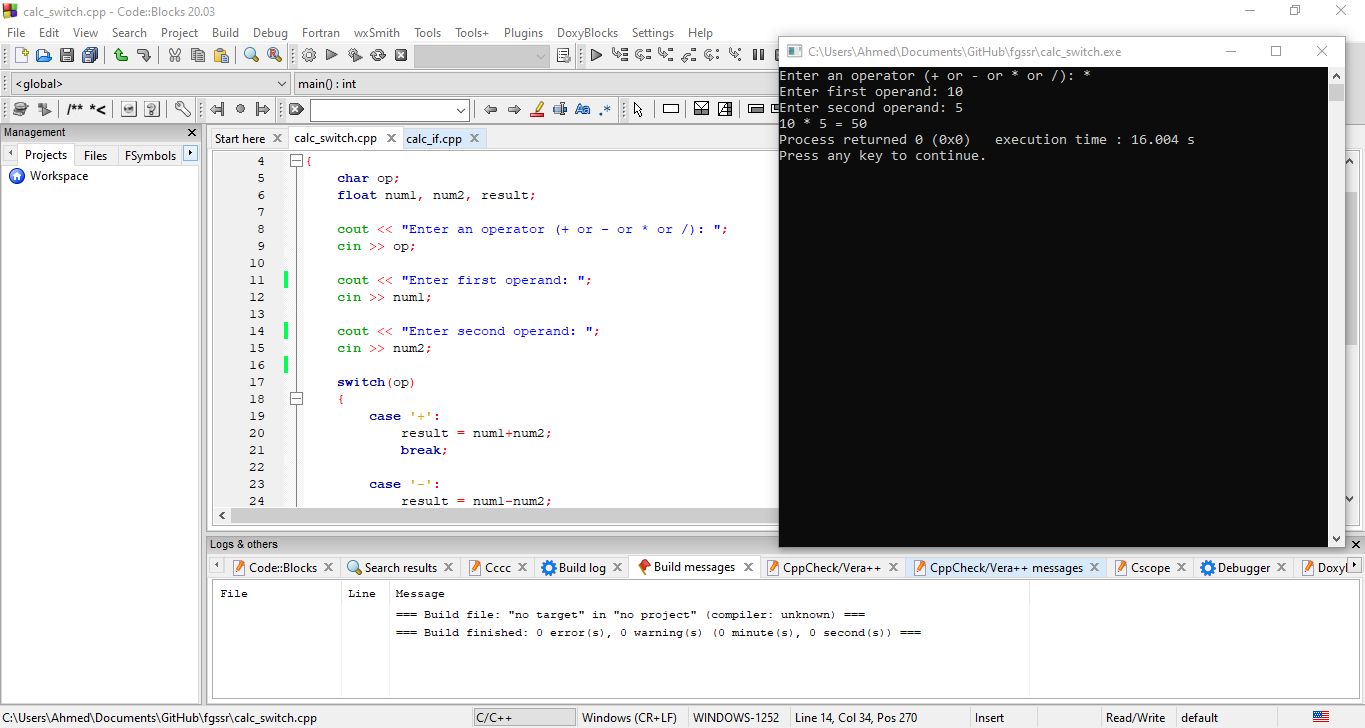 calc_switch.cpp - Code::Blocks 20.03
File Edit View Search Project Build Debug Fortran wxSmith Tools Tools+ Plugins DoxyBlocks Settings Help
<global> main() : int
/** *<
Aa .*
Management
Projects Files FSymbols
Workspace
Start here calc_switch.cpp calc_if.cpp
4 {
5 char op;
6 float num1, num2, result;
7
8 cout << "Enter an operator (+ or - or * or /): ";
9 cin >> op;
10
11 cout << "Enter first operand: ";
12 cin >> num1;
13
14 cout << "Enter second operand: ";
15 cin >> num2;
16
17 switch(op)
18 {
19 case '+':
20 result = num1+num2;
21 break;
22
23 case '-':
24 result = num1-num2;
C:\Users\Ahmed\Documents\GitHub\fgssr\calc_switch.exe
Enter an operator (+ or - or * or /): *
Enter first operand: 10
Enter second operand: 5
10 * 5 = 50
Process returned 0 (0x0) execution time : 16.004 s
Press any key to continue.
Logs & others
Code::Blocks Search results Cccc Build log Build messages CppCheck/Vera++ CppCheck/Vera++ messages Cscope Debugger Doxyl
File Line Message
=== Build file: "no target" in "no project" (compiler: unknown) ===
=== Build finished: 0 error(s), 0 warning(s) (0 minute(s), 0 second(s)) ===
C:\Users\Ahmed\Documents\GitHub\fgssr\calc_switch.cpp C/C++ Windows (CR+LF) WINDOWS-1252 Line 14, Col 34, Pos 270 Insert Read/Write default